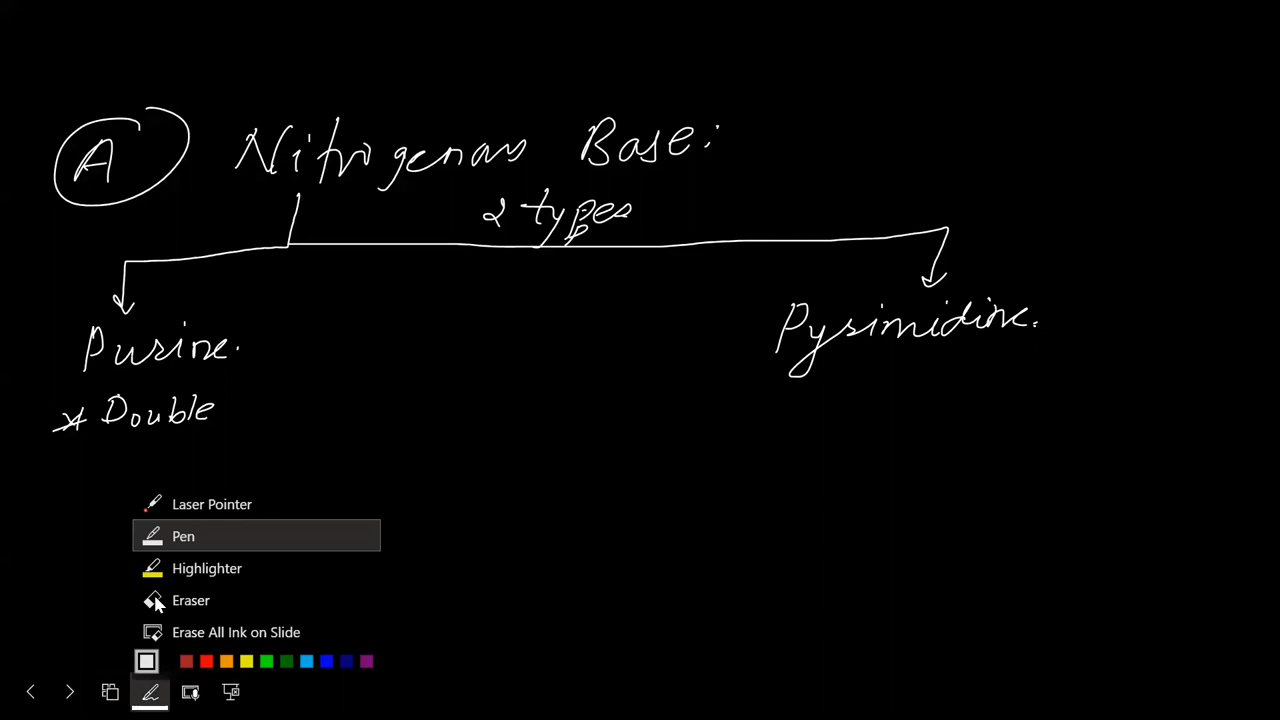 A Nitrogenous Base:
2 types
Purine.
Pyrimidine.
* Double
Laser Pointer
Pen
Highlighter
Eraser
Erase All Ink on Slide